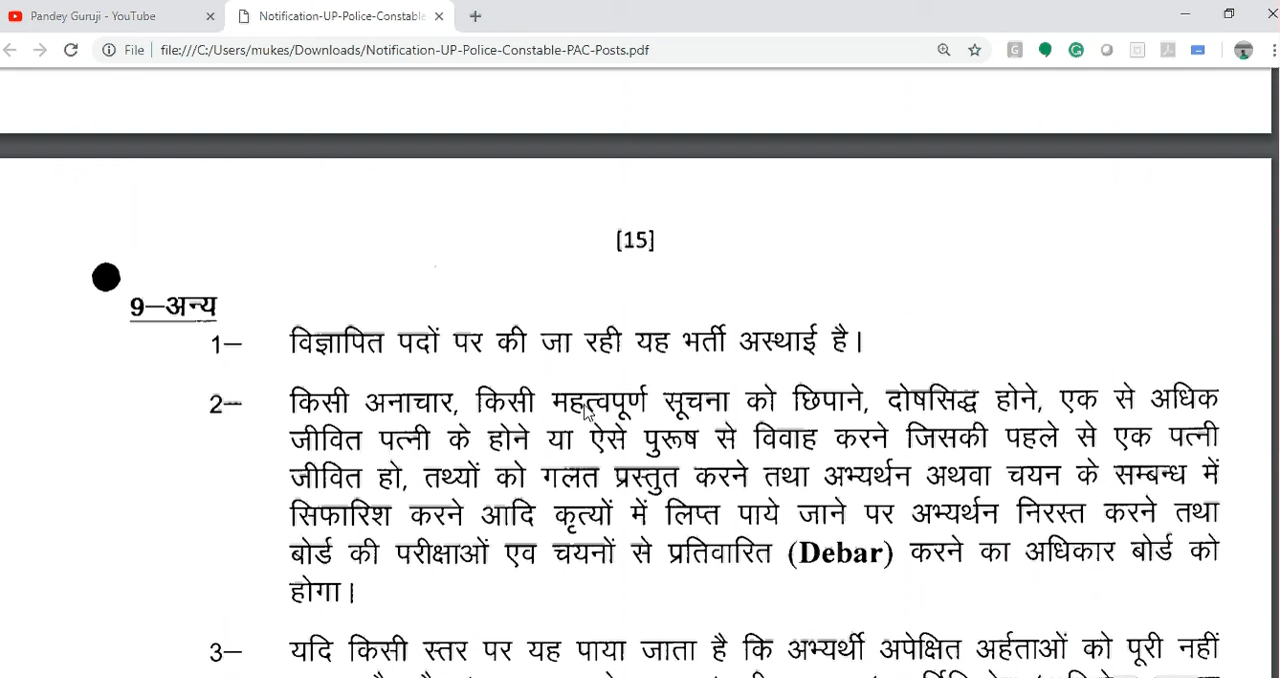 Pandey Guruji - YouTube
Notification-UP-Police-Constable
File file:///C:/Users/mukes/Downloads/Notification-UP-Police-Constable-PAC-Posts.pdf
[15]
9–अन्य
1– विज्ञापित पदों पर की जा रही यह भर्ती अस्थाई है।
2– किसी अनाचार, किसी महत्वपूर्ण सूचना को छिपाने, दोषसिद्ध होने, एक से अधिक
जीवित पत्नी के होने या ऐसे पुरूष से विवाह करने जिसकी पहले से एक पत्नी
जीवित हो, तथ्यों को गलत प्रस्तुत करने तथा अभ्यर्थन अथवा चयन के सम्बन्ध में
सिफारिश करने आदि कृत्यों में लिप्त पाये जाने पर अभ्यर्थन निरस्त करने तथा
बोर्ड की परीक्षाओं एव चयनों से प्रतिवारित (Debar) करने का अधिकार बोर्ड को
होगा।
3– यदि किसी स्तर पर यह पाया जाता है कि अभ्यर्थी अपेक्षित अर्हताओं को पूरी नहीं